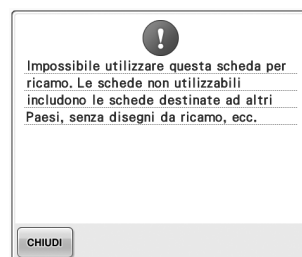 Impossibile utilizzare questa scheda per
ricamo. Le schede non utilizzabili
includono le schede destinate ad altri
Paesi, senza disegni da ricamo, ecc.
CHIUDI